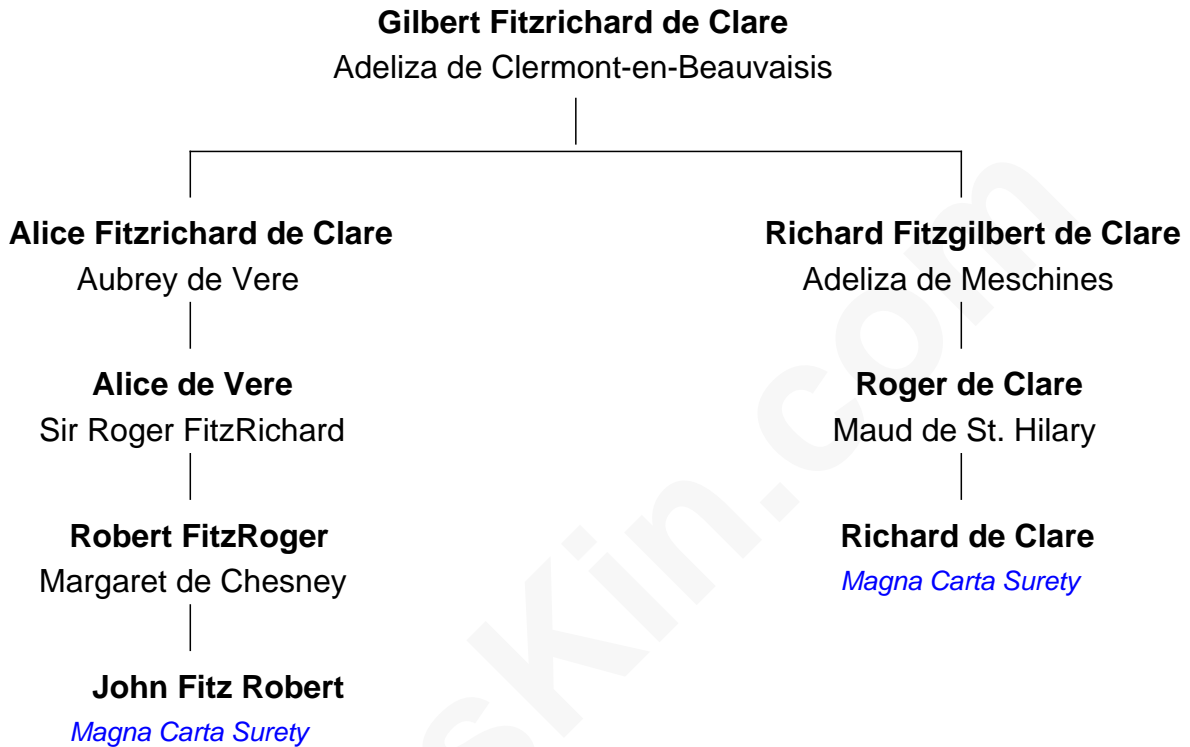 Gilbert Fitzrichard de Clare
Adeliza de Clermont-en-Beauvaisis
Alice Fitzrichard de Clare
Aubrey de Vere
Richard Fitzgilbert de Clare
Adeliza de Meschines
Alice de Vere
Sir Roger FitzRichard
Roger de Clare
Maud de St. Hilary
Robert FitzRoger
Margaret de Chesney
Richard de Clare
Magna Carta Surety
John Fitz Robert
Magna Carta Surety
sKin.com